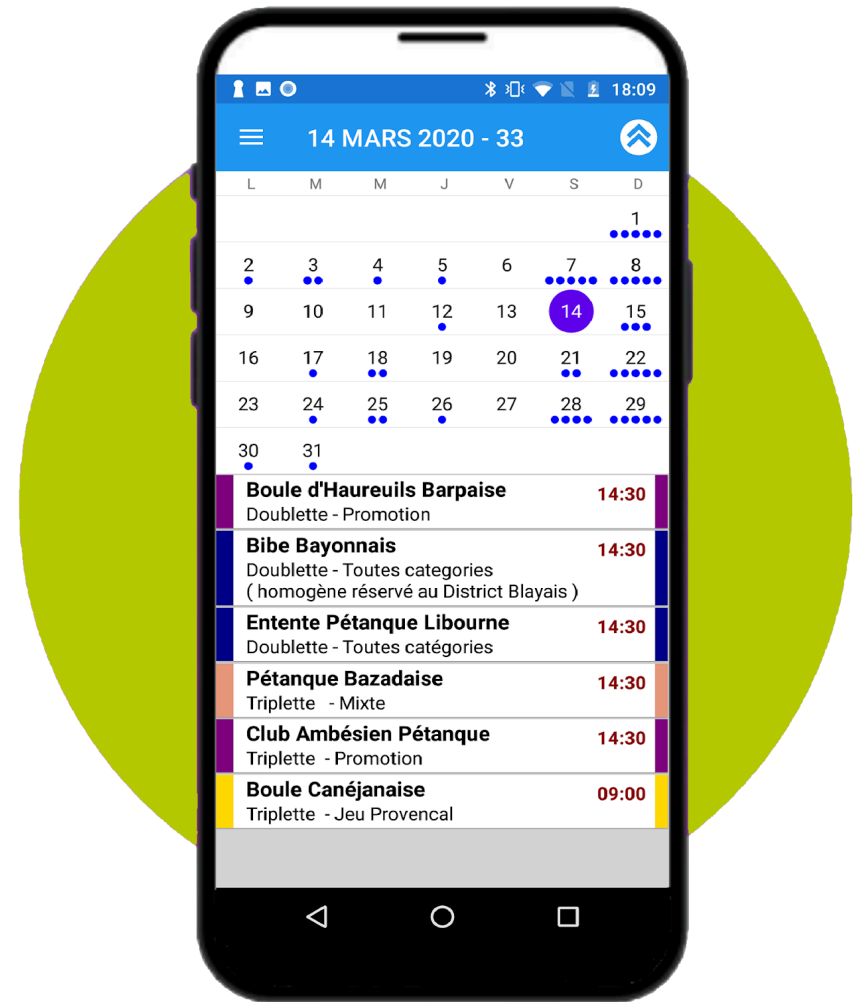 18:09
14 MARS 2020 - 33
L M M J V S D
1
2 3 4 5 6 7 8
9 10 11 12 13 14 15
16 17 18 19 20 21 22
23 24 25 26 27 28 29
30 31
Boule d'Haureuils Barpaise 14:30
Doublette - Promotion
Bibe Bayonnais 14:30
Doublette - Toutes categories
( homogène réservé au District Blayais )
Entente Pétanque Libourne 14:30
Doublette - Toutes catégories
Pétanque Bazadaise 14:30
Triplette - Mixte
Club Ambésien Pétanque 14:30
Triplette - Promotion
Boule Canéjanaise 09:00
Triplette - Jeu Provencal